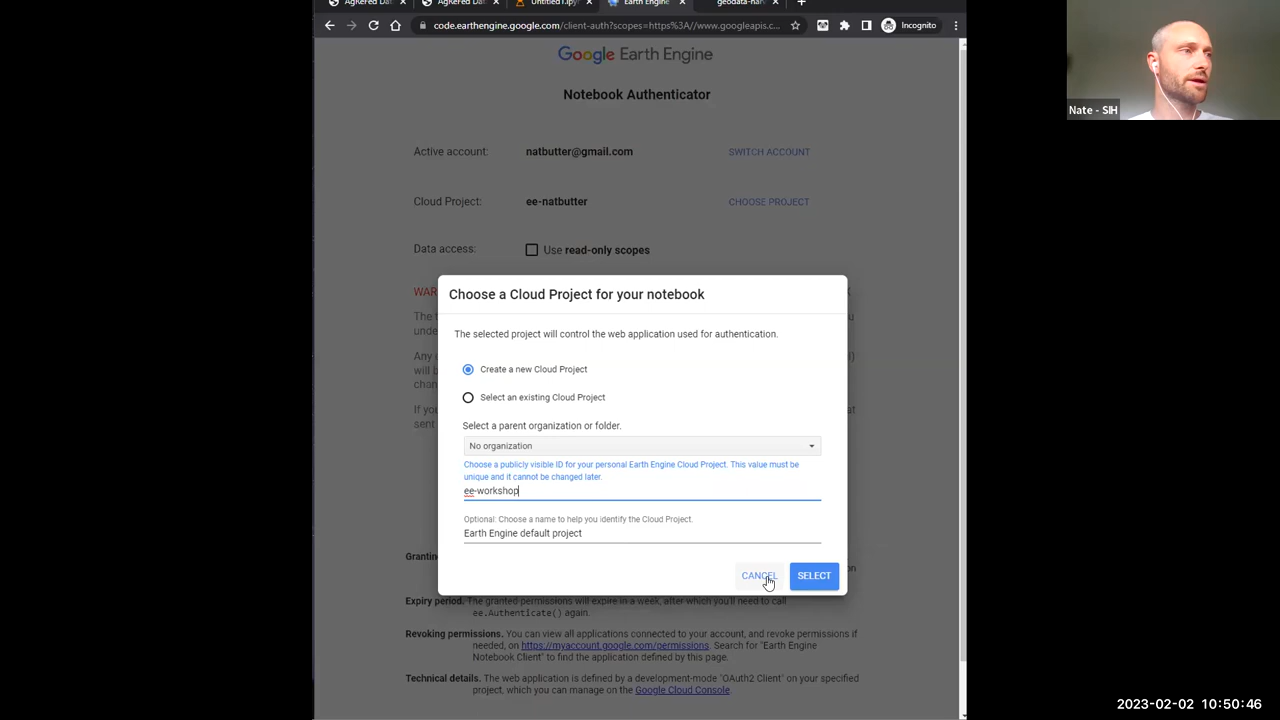 AgReFed Dat
AgReFed Dat
Untitled1.ipyn
Earth Engine
geodata-harv
code.earthengine.google.com/client-auth?scopes=https%3A//www.googleapis.c...
Incognito
Google Earth Engine
Notebook Authenticator
Active account: natbutter@gmail.com SWITCH ACCOUNT
Cloud Project: ee-natbutter CHOOSE PROJECT
Data access: Use read-only scopes
Choose a Cloud Project for your notebook
The selected project will control the web application used for authentication.
Create a new Cloud Project
Select an existing Cloud Project
Select a parent organization or folder.
No organization
Choose a publicly visible ID for your personal Earth Engine Cloud Project. This value must be
unique and it cannot be changed later.
ee-workshop
Optional: Choose a name to help you identify the Cloud Project.
Earth Engine default project
CANCEL SELECT
Expiry period. The granted permissions will expire in a week, after which you'll need to call
ee.Authenticate() again.
Revoking permissions. You can view all applications connected to your account, and revoke permissions if
needed, on https://myaccount.google.com/permissions. Search for "Earth Engine
Notebook Client" to find the application defined by this page.
Technical details. The web application is defined by a development-mode "OAuth2 Client" on your specified
project, which you can manage on the Google Cloud Console.
Nate - SIH
2023-02-02 10:50:46